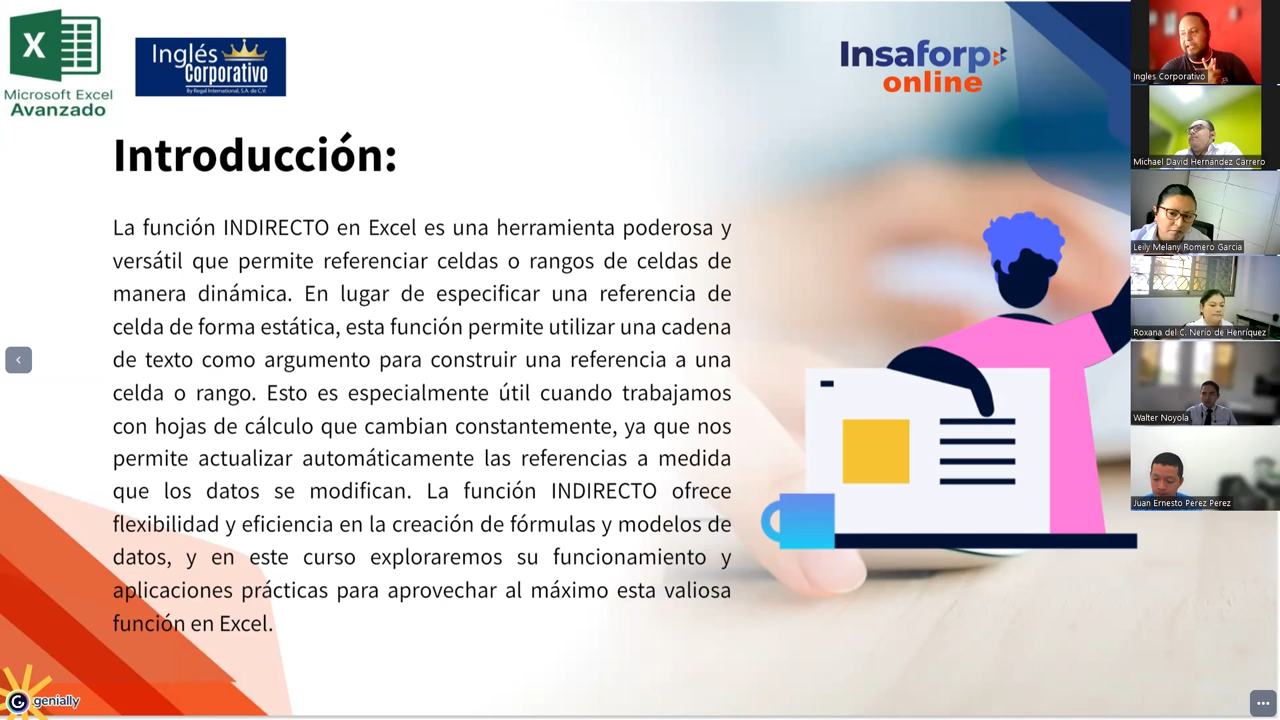 X
Microsoft Excel
Avanzado
Inglés
Corporativo
By Regal International, S.A. de C.V.
Insaforp
online
Introducción:
La función INDIRECTO en Excel es una herramienta poderosa y
versátil que permite referenciar celdas o rangos de celdas de
manera dinámica. En lugar de especificar una referencia de
celda de forma estática, esta función permite utilizar una cadena
de texto como argumento para construir una referencia a una
celda o rango. Esto es especialmente útil cuando trabajamos
con hojas de cálculo que cambian constantemente, ya que nos
permite actualizar automáticamente las referencias a medida
que los datos se modifican. La función INDIRECTO ofrece
flexibilidad y eficiencia en la creación de fórmulas y modelos de
datos, y en este curso exploraremos su funcionamiento y
aplicaciones prácticas para aprovechar al máximo esta valiosa
función en Excel.
genially
Ingles Corporativo
Michael David Hernández Carrero
Leily Melany Romero Garcia
Roxana del C. Nerio de Henríquez
Walter Noyola
Juan Ernesto Perez Perez